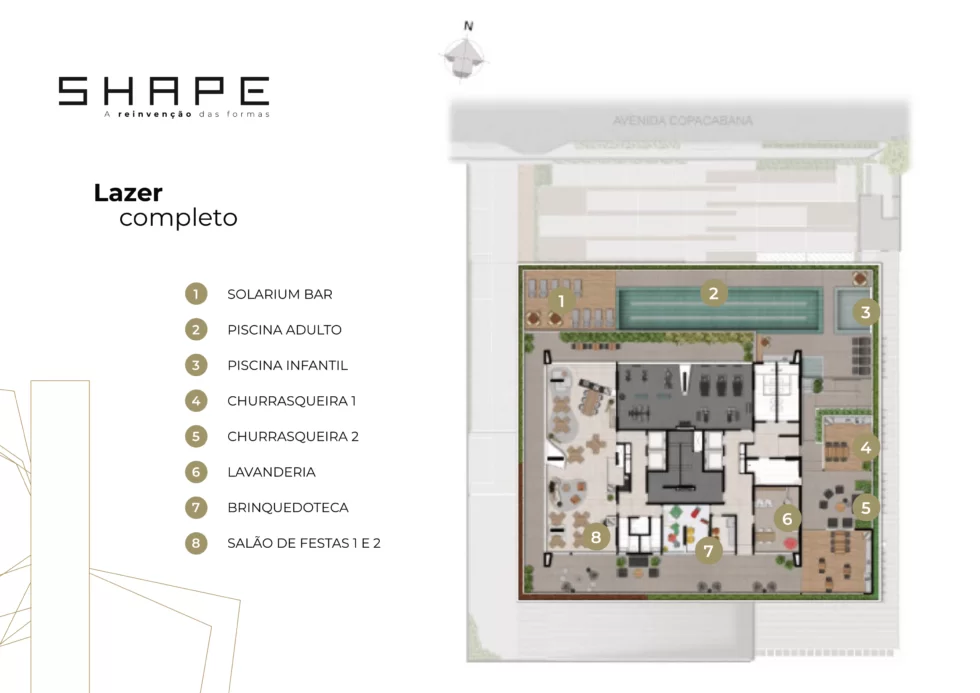 N
SHAPE
A reinvenção das formas
AVENIDA COPACABANA
Lazer
completo
1 SOLARIUM BAR
2 PISCINA ADULTO
3 PISCINA INFANTIL
4 CHURRASQUEIRA 1
5 CHURRASQUEIRA 2
6 LAVANDERIA
7 BRINQUEDOTECA
8 SALÃO DE FESTAS 1 E 2
1
2
3
4
5
6
7
8